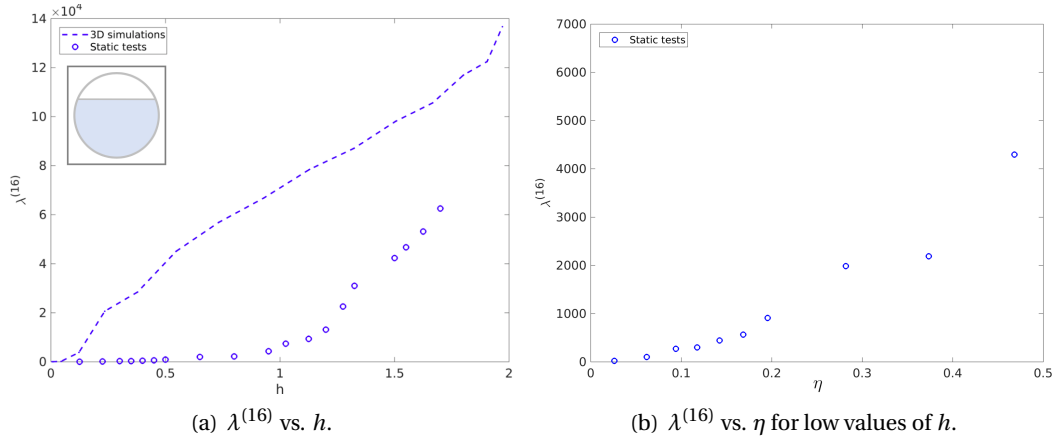 ×10⁴
14
12
10
8
6
4
2
0
λ⁽¹⁶⁾
3D simulations
Static tests
0 0.5 1 1.5 2
h
(a) λ⁽¹⁶⁾ vs. h.
7000
6000
5000
4000
3000
2000
1000
0
λ⁽¹⁶⁾
Static tests
0 0.1 0.2 0.3 0.4 0.5
η
(b) λ⁽¹⁶⁾ vs. η for low values of h.